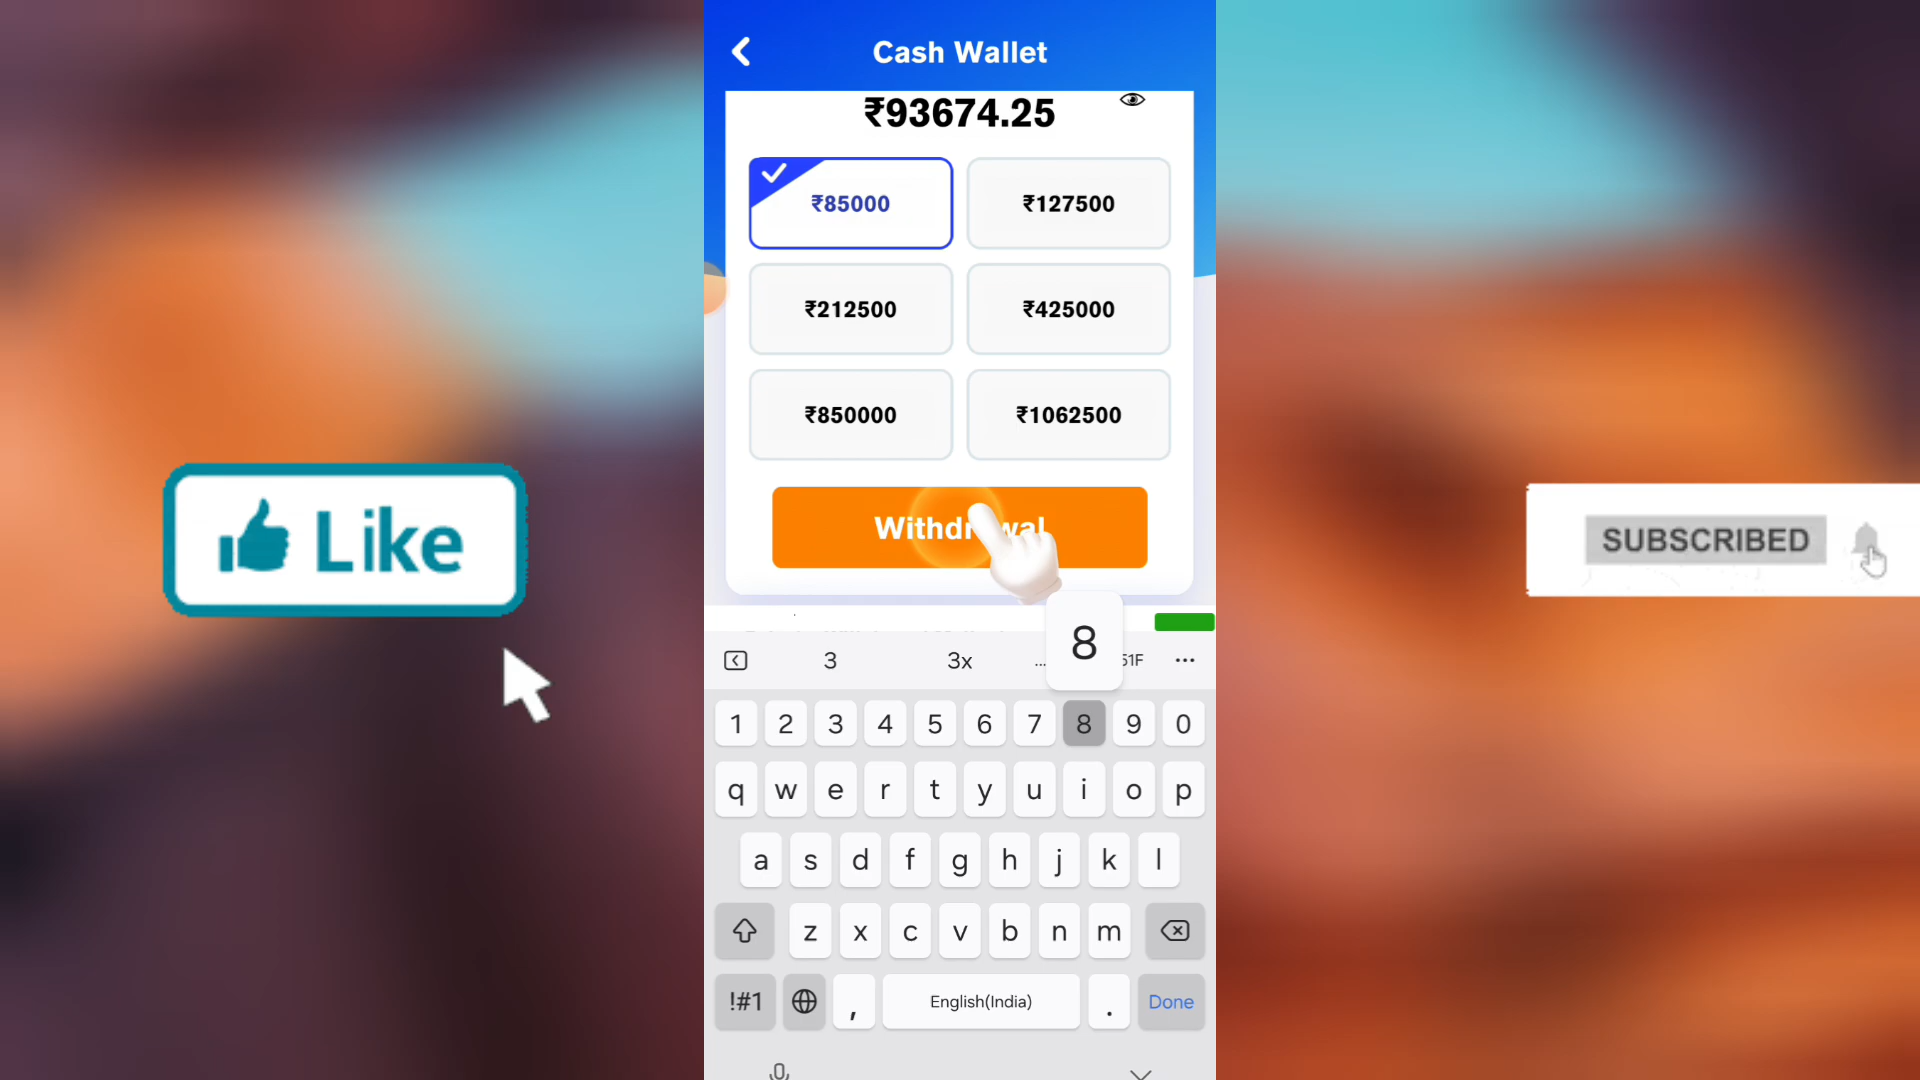 Cash Wallet
₹93674.25
₹85000
₹127500
₹212500
₹425000
₹850000
₹1062500
Like
SUBSCRIBED
8
3
3x
...
51F
1 2 3 4 5 6 7 8 9 0
q w e r t y u i o p
a s d f g h j k l
z x c v b n m
!#1 , English(India) . Done